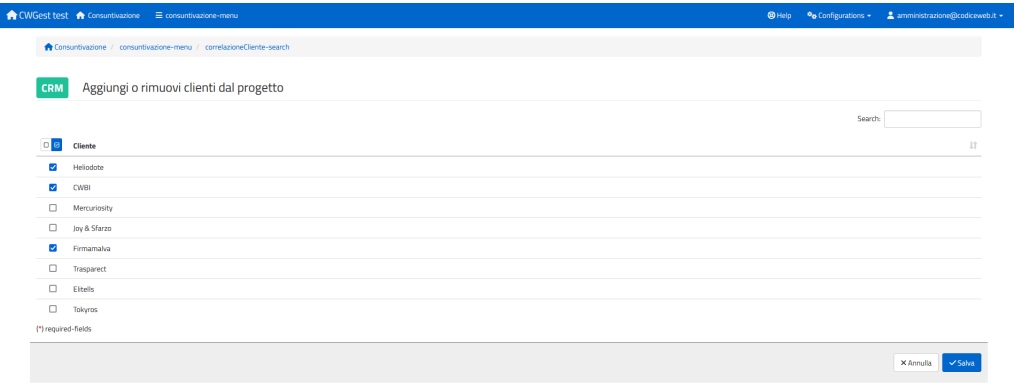 CWGest test Consuntivazione consuntivazione-menu Help Configurations amministrazione@codiceweb.it
Consuntivazione / consuntivazione-menu / correlazioneCliente-search
CRM Aggiungi o rimuovi clienti dal progetto
Search:
Cliente
Heliodote
CWBI
Mercuriosity
Joy & Sfarzo
Firmamalva
Trasparect
Elitells
Tokyros
(*) required-fields
Annulla Salva